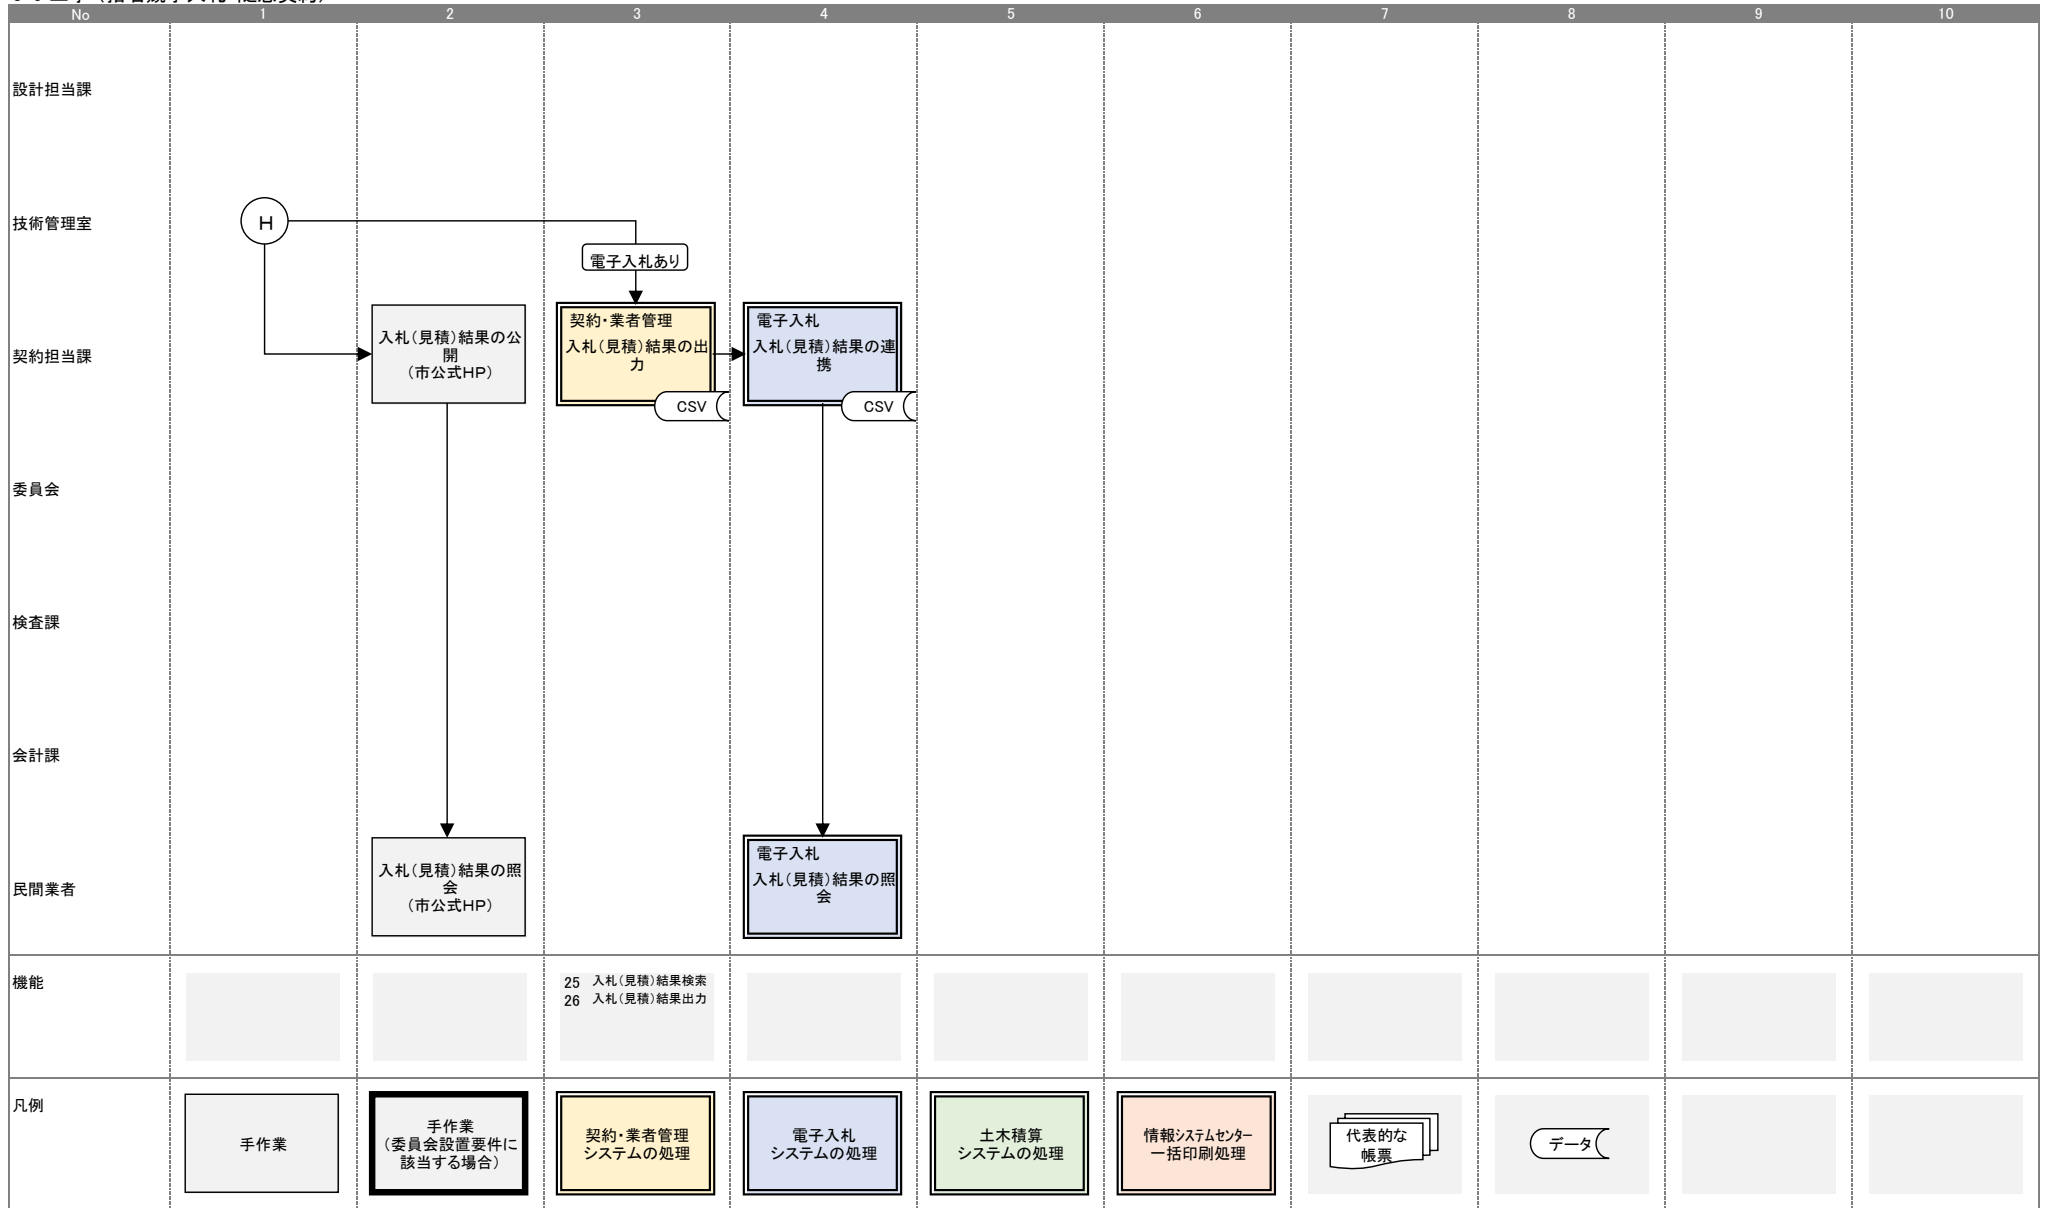 No 1 2 3 4 5 6 7 8 9 10
設計担当課
技術管理室
H
電子入札あり
契約担当課
入札(見積)結果の公
開
(市公式HP)
契約・業者管理
入札(見積)結果の出
力
CSV
電子入札
入札(見積)結果の連
携
CSV
委員会
検査課
会計課
民間業者
入札(見積)結果の照
会
(市公式HP)
電子入札
入札(見積)結果の照
会
機能
25 入札(見積)結果検索
26 入札(見積)結果出力
凡例
手作業
手作業
(委員会設置要件に
該当する場合)
契約・業者管理
システムの処理
電子入札
システムの処理
土木積算
システムの処理
情報システムセンター
一括印刷処理
代表的な
帳票
データ